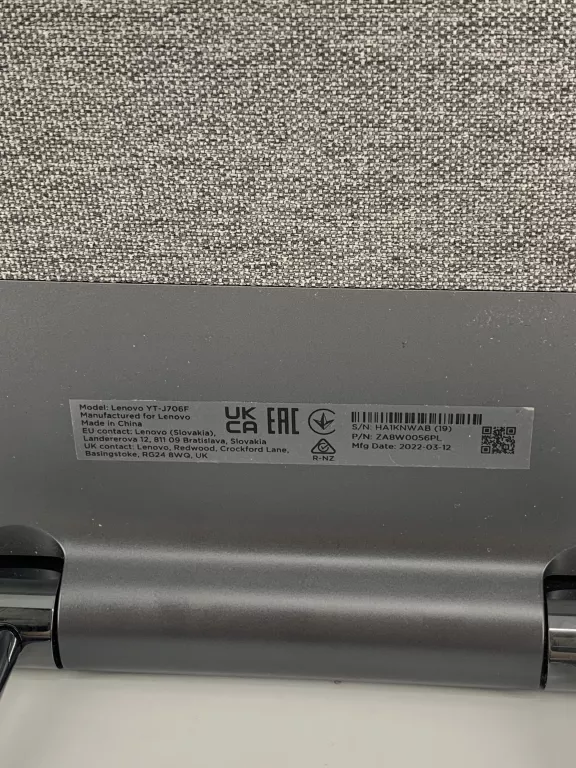 Model: Lenovo YT-J706F
Manufactured for Lenovo
Made in China
EU contact: Lenovo (Slovakia),
Landererova 12, 811 09 Bratislava, Slovakia
UK contact: Lenovo, Redwood, Crockford Lane,
Basingstoke, RG24 8WQ, UK
UK
CA
EAC
R-NZ
S/N: HA1KNWAB (19)
P/N: ZA8W0056PL
Mfg Date: 2022-03-12